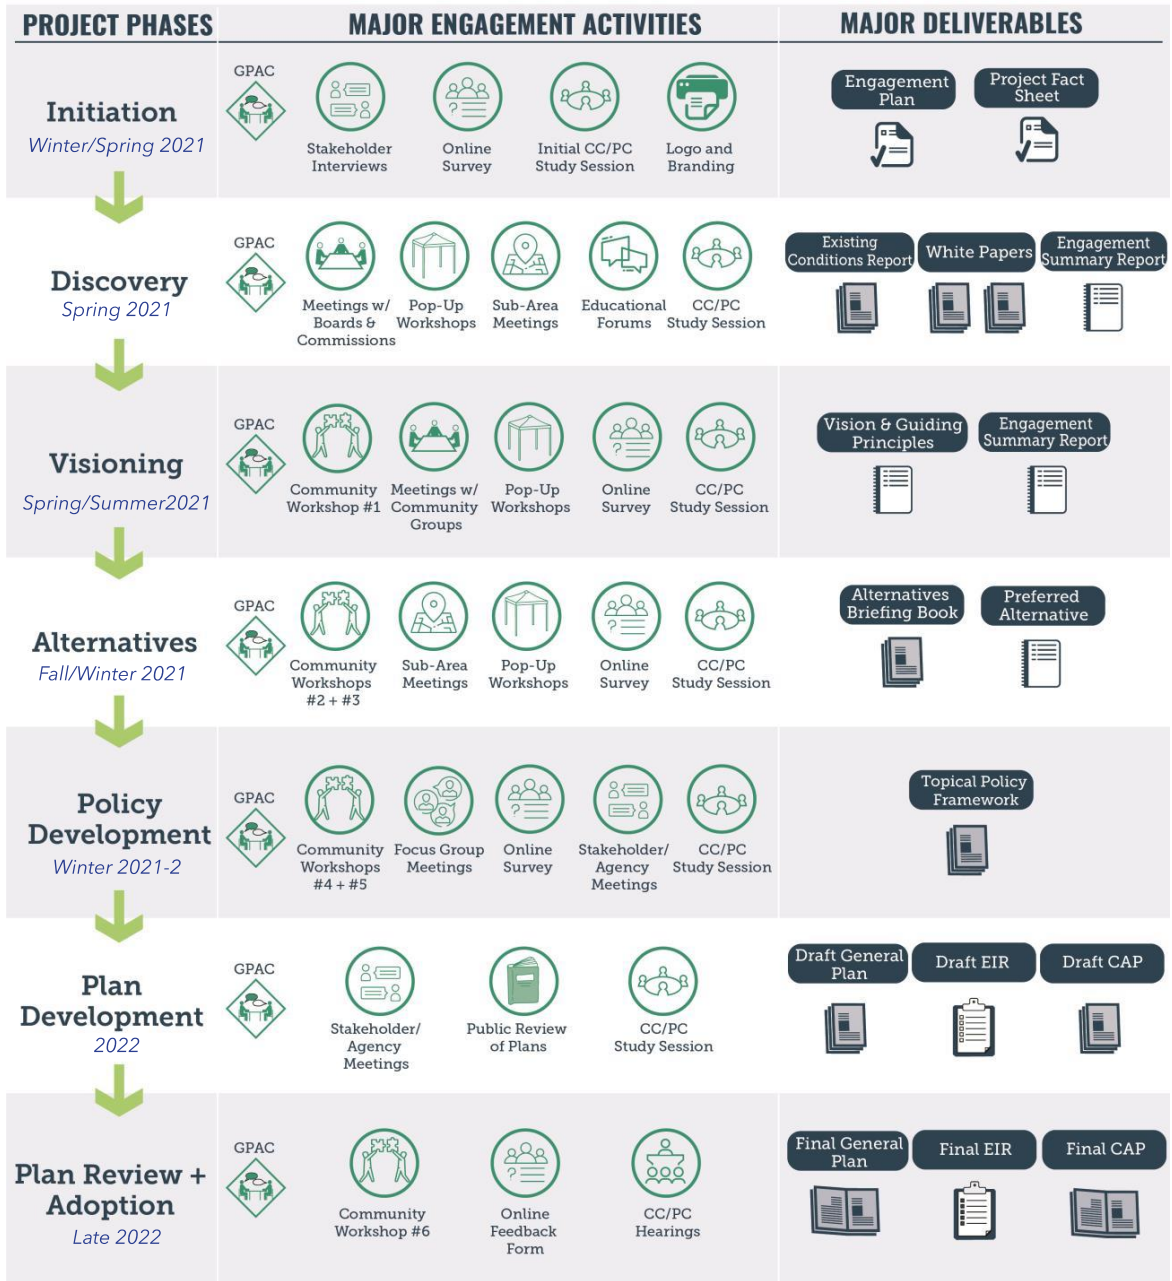 PROJECT PHASES
MAJOR ENGAGEMENT ACTIVITIES
MAJOR DELIVERABLES
Initiation
Winter/Spring 2021
GPAC
Stakeholder
Interviews
Online
Survey
Initial CC/PC
Study Session
Logo and
Branding
Engagement
Plan
Project Fact
Sheet
Discovery
Spring 2021
GPAC
Meetings w/
Boards &
Commissions
Pop-Up
Workshops
Sub-Area
Meetings
Educational
Forums
CC/PC
Study Session
Existing
Conditions Report
White Papers
Engagement
Summary Report
Visioning
Spring/Summer2021
GPAC
Community
Workshop #1
Meetings w/
Community
Groups
Pop-Up
Workshops
Online
Survey
CC/PC
Study Session
Vision & Guiding
Principles
Engagement
Summary Report
Alternatives
Fall/Winter 2021
GPAC
Community
Workshops
#2 + #3
Sub-Area
Meetings
Pop-Up
Workshops
Online
Survey
CC/PC
Study Session
Alternatives
Briefing Book
Preferred
Alternative
Policy
Development
Winter 2021-2
GPAC
Community
Workshops
#4 + #5
Focus Group
Meetings
Online
Survey
Stakeholder/
Agency
Meetings
CC/PC
Study Session
Topical Policy
Framework
Plan
Development
2022
GPAC
Stakeholder/
Agency
Meetings
Public Review
of Plans
CC/PC
Study Session
Draft General
Plan
Draft EIR
Draft CAP
Plan Review +
Adoption
Late 2022
GPAC
Community
Workshop #6
Online
Feedback
Form
CC/PC
Hearings
Final General
Plan
Final EIR
Final CAP